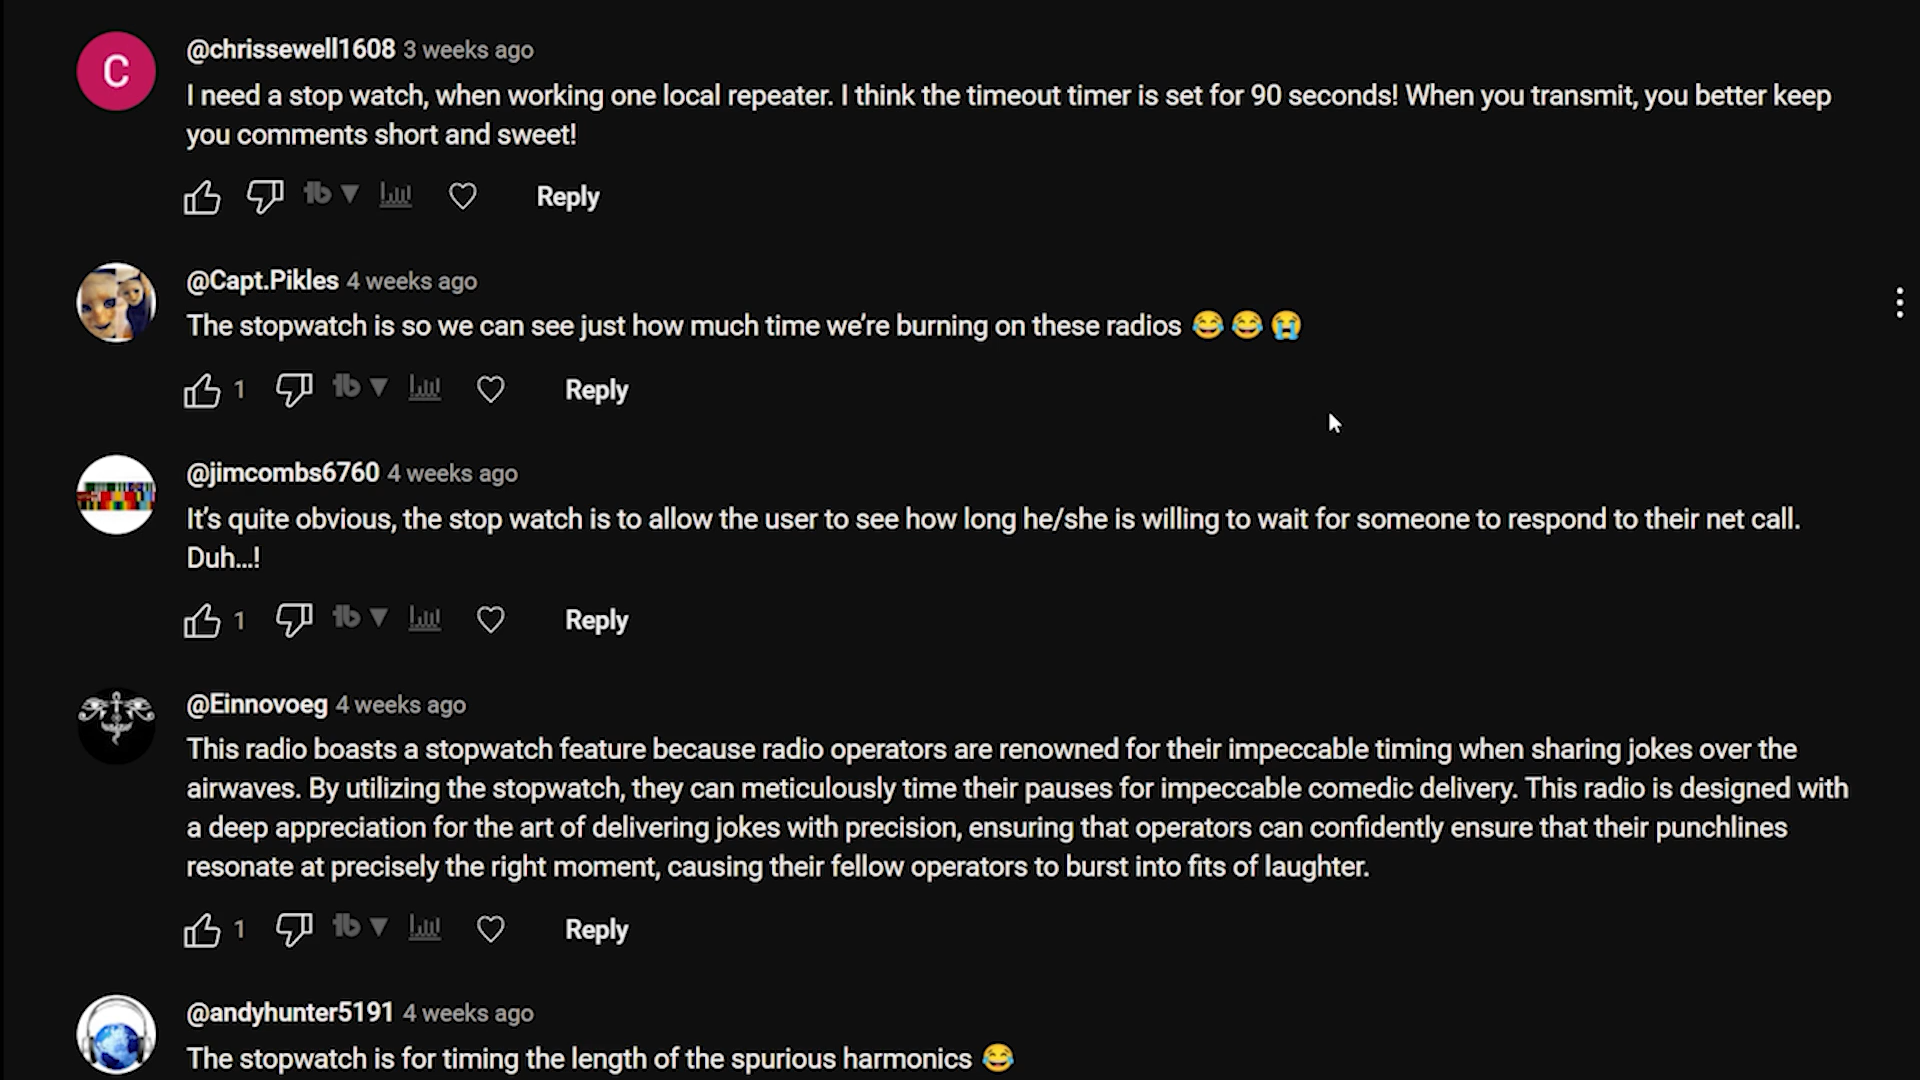 C
@chrissewell1608 3 weeks ago
I need a stop watch, when working one local repeater. I think the timeout timer is set for 90 seconds! When you transmit, you better keep
you comments short and sweet!
Reply
@Capt.Pikles 4 weeks ago
The stopwatch is so we can see just how much time we’re burning on these radios 😂 😂 😭
1 Reply
@jimcombs6760 4 weeks ago
It’s quite obvious, the stop watch is to allow the user to see how long he/she is willing to wait for someone to respond to their net call.
Duh...!
1 Reply
@Einnovoeg 4 weeks ago
This radio boasts a stopwatch feature because radio operators are renowned for their impeccable timing when sharing jokes over the
airwaves. By utilizing the stopwatch, they can meticulously time their pauses for impeccable comedic delivery. This radio is designed with
a deep appreciation for the art of delivering jokes with precision, ensuring that operators can confidently ensure that their punchlines
resonate at precisely the right moment, causing their fellow operators to burst into fits of laughter.
1 Reply
@andyhunter5191 4 weeks ago
The stopwatch is for timing the length of the spurious harmonics 😂